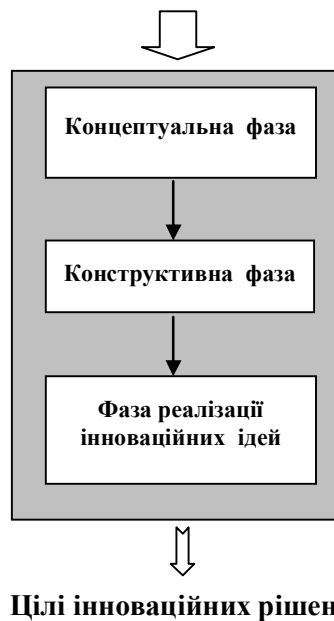 Концептуальна фаза
Конструктивна фаза
Фаза реалізації
інноваційних ідей
Цілі інноваційних рішен